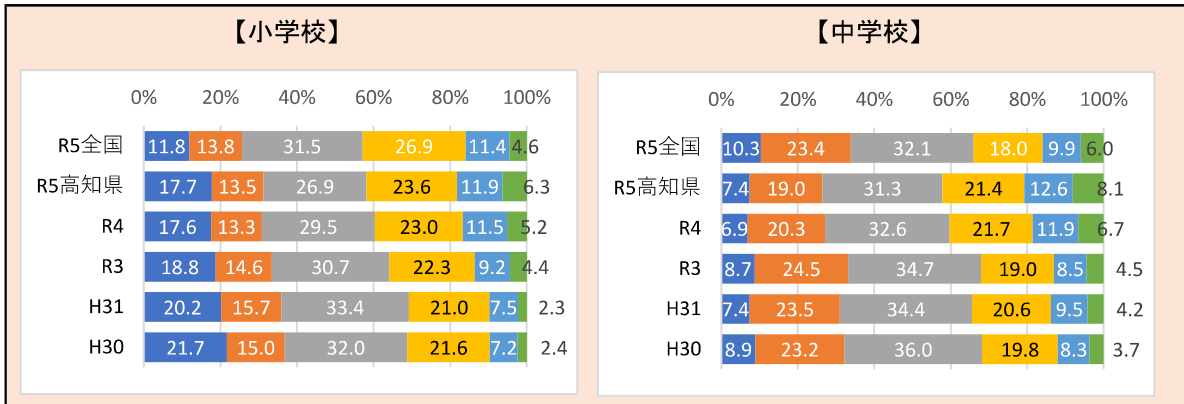 【小学校】
0% 20% 40% 60% 80% 100%
R5全国 11.8 13.8 31.5 26.9 11.4 4.6
R5高知県 17.7 13.5 26.9 23.6 11.9 6.3
R4 17.6 13.3 29.5 23.0 11.5 5.2
R3 18.8 14.6 30.7 22.3 9.2 4.4
H31 20.2 15.7 33.4 21.0 7.5 2.3
H30 21.7 15.0 32.0 21.6 7.2 2.4
【中学校】
0% 20% 40% 60% 80% 100%
R5全国 10.3 23.4 32.1 18.0 9.9 6.0
R5高知県 7.4 19.0 31.3 21.4 12.6 8.1
R4 6.9 20.3 32.6 21.7 11.9 6.7
R3 8.7 24.5 34.7 19.0 8.5 4.5
H31 7.4 23.5 34.4 20.6 9.5 4.2
H30 8.9 23.2 36.0 19.8 8.3 3.7